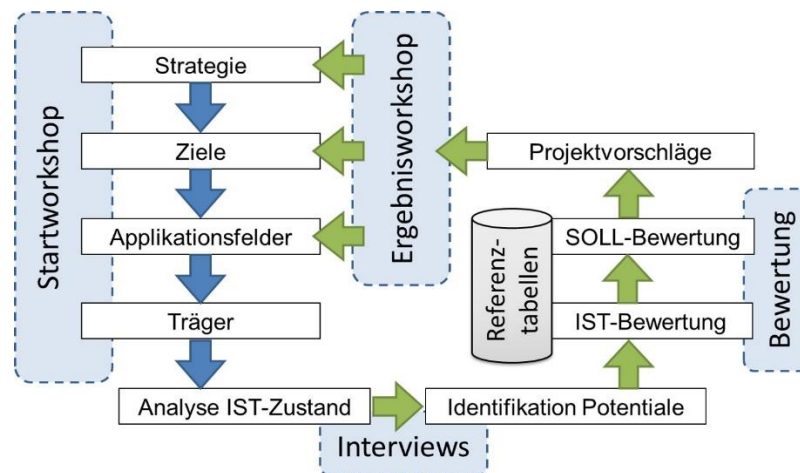 Startworkshop
Strategie
Ziele
Applikationsfelder
Träger
Analyse IST-Zustand
Ergebnisworkshop
Interviews
Identifikation Potentiale
Referenz-
tabellen
IST-Bewertung
SOLL-Bewertung
Bewertung
Projektvorschläge